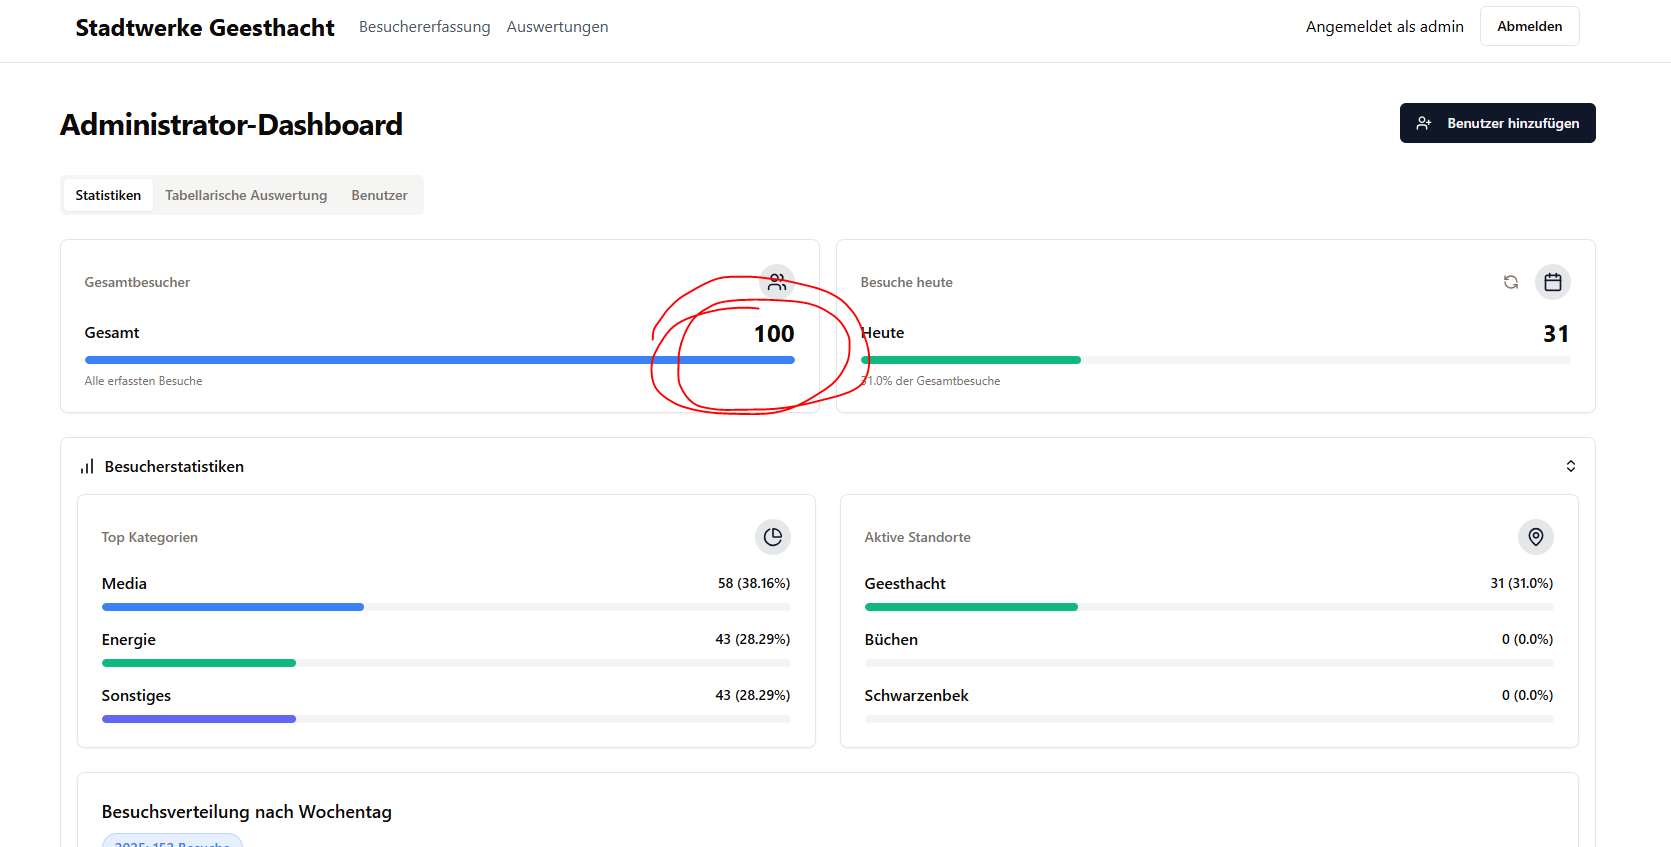 Stadtwerke Geesthacht Besuchererfassung Auswertungen Angemeldet als admin Abmelden
Administrator-Dashboard Benutzer hinzufügen
Statistiken Tabellarische Auswertung Benutzer
Gesamtbesucher
Gesamt 100
Alle erfassten Besuche
Besuche heute
Heute 31
31.0% der Gesamtbesuche
Besucherstatistiken
Top Kategorien
Media 58 (38.16%)
Energie 43 (28.29%)
Sonstiges 43 (28.29%)
Aktive Standorte
Geesthacht 31 (31.0%)
Büchen 0 (0.0%)
Schwarzenbek 0 (0.0%)
Besuchsverteilung nach Wochentag
2025: 152 Besuche